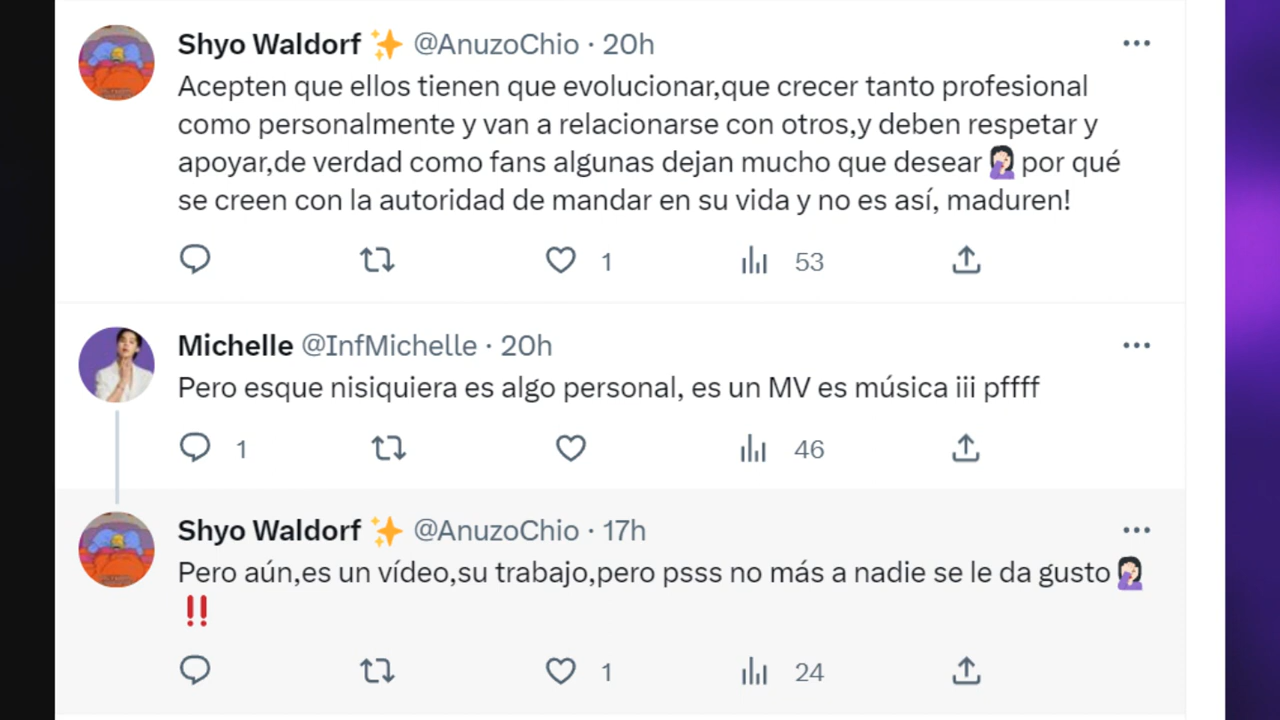 Shyo Waldorf ✨ @AnuzoChio · 20h
Acepten que ellos tienen que evolucionar,que crecer tanto profesional
como personalmente y van a relacionarse con otros,y deben respetar y
apoyar,de verdad como fans algunas dejan mucho que desear🤦🏻‍♀️por qué
se creen con la autoridad de mandar en su vida y no es así, maduren!
1 53
Michelle @InfMichelle · 20h
Pero esque nisiquiera es algo personal, es un MV es música iii pffff
1 46
Shyo Waldorf ✨ @AnuzoChio · 17h
Pero aún,es un vídeo,su trabajo,pero psss no más a nadie se le da gusto🤦🏻‍♀️
‼️
1 24